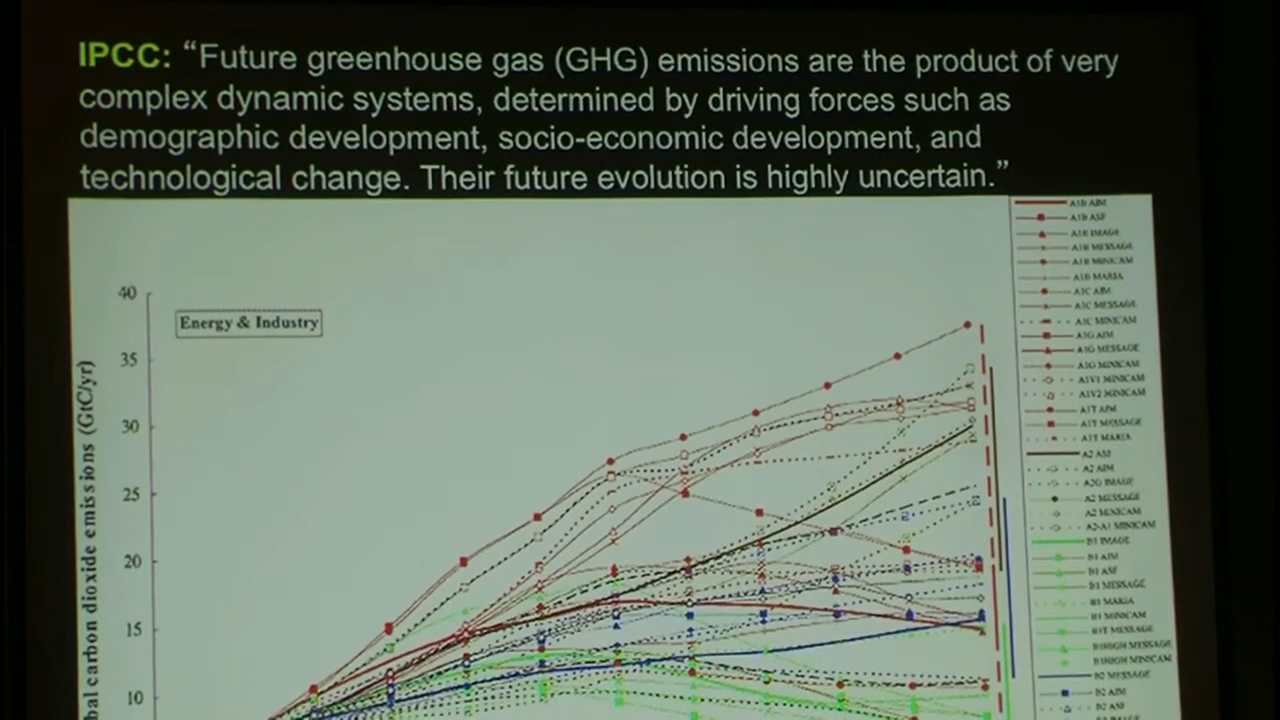 IPCC: “Future greenhouse gas (GHG) emissions are the product of very
complex dynamic systems, determined by driving forces such as
demographic development, socio-economic development, and
technological change. Their future evolution is highly uncertain.”
40
35
30
25
20
15
10
Energy & Industry
bal carbon dioxide emissions (GtC/yr)
A1B AIM
A1B ASF
A1B IMAGE
A1B MESSAGE
A1B MINICAM
A1B MARIA
A1C AIM
A1C MESSAGE
A1C MINICAM
A1G AIM
A1G MESSAGE
A1G MINICAM
A1V1 MINICAM
A1V2 MINICAM
A1T AIM
A1T MESSAGE
A1T MARIA
A2 ASF
A2 AIM
A2G IMAGE
A2 MESSAGE
A2 MINICAM
A2-A1 MINICAM
B1 IMAGE
B1 AIM
B1 ASF
B1 MESSAGE
B1 MARIA
B1 MINICAM
B1T MESSAGE
B1HIGH MESSAGE
B1HIGH MINICAM
B2 MESSAGE
B2 AIM
B2 ASF